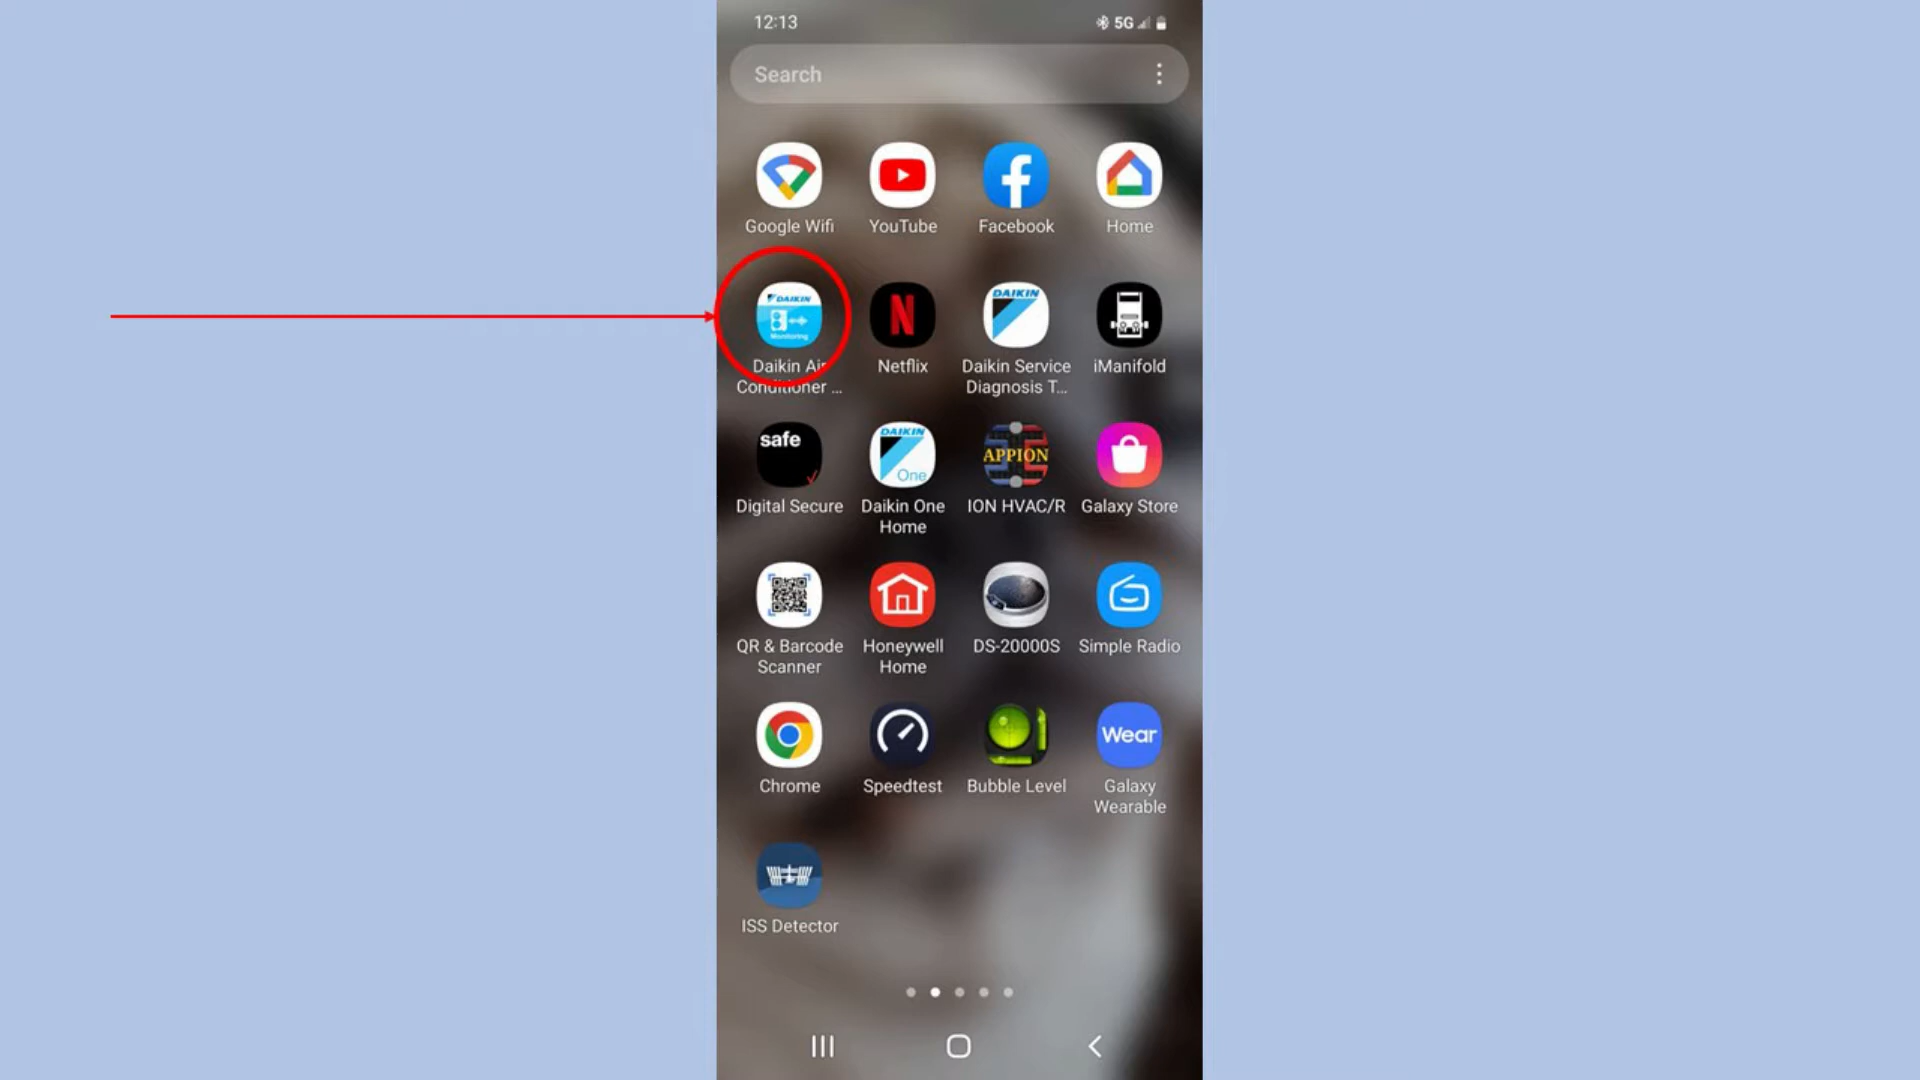 12:13
5G
Search
Google Wifi
YouTube
Facebook
Home
DAIKIN
Monitoring
Daikin Air
Conditioner ...
N
Netflix
DAIKIN
Daikin Service
Diagnosis T...
iManifold
safe
Digital Secure
DAIKIN
One
Daikin One
Home
APPION
ION HVAC/R
Galaxy Store
QR & Barcode
Scanner
Honeywell
Home
DS-20000S
Simple Radio
Chrome
Speedtest
Bubble Level
Wear
Galaxy
Wearable
ISS Detector